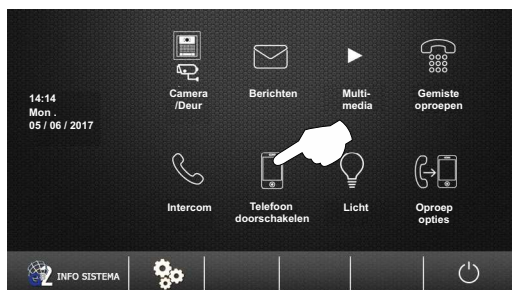 14:14
Mon .
05 / 06 / 2017
Camera
/Deur
Berichten
Multi-
media
Gemiste
oproepen
Intercom
Telefoon
doorschakelen
Licht
Oproep
opties
INFO SISTEMA